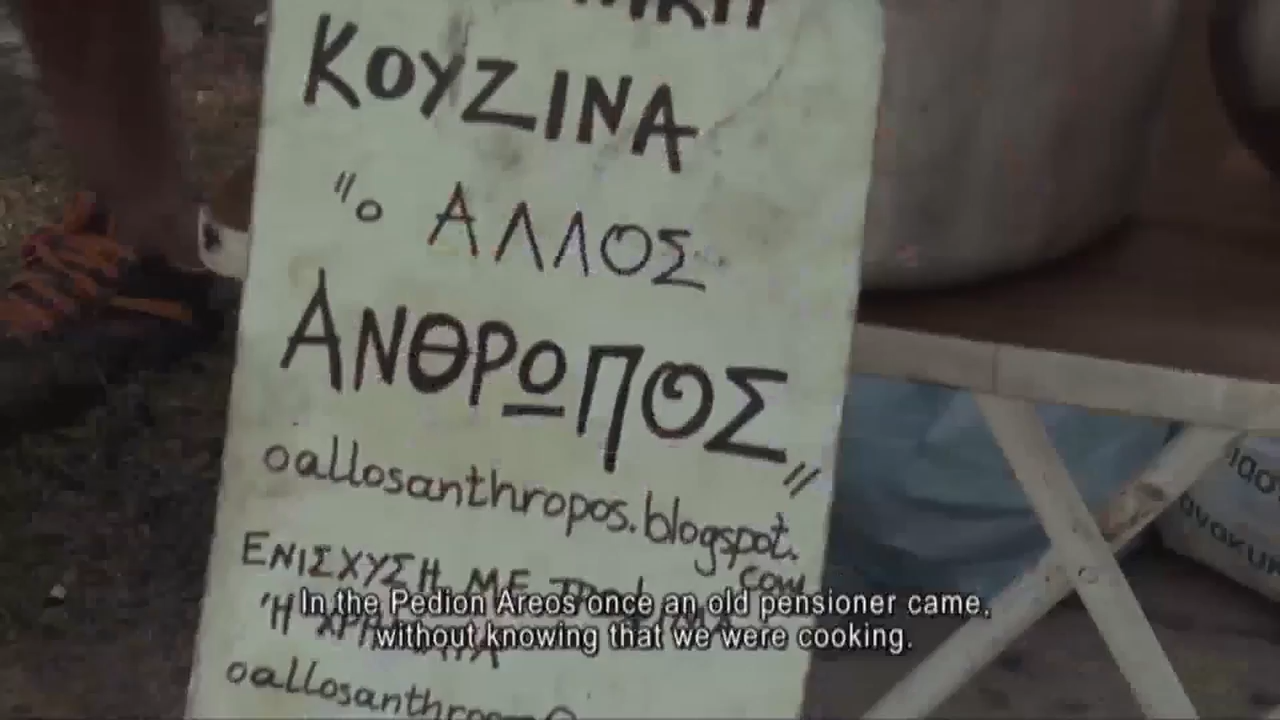 ΚΟΥΖΙΝΑ
"ο ΑΛΛΟΣ
ΑΝΘΡΩΠΟΣ"
oallosanthropos.blogspot.
com
ΕΝΙΣΧΥΣΗ ΜΕ
Ή
In the Pedion Areos once an old pensioner came,
without knowing that we were cooking.